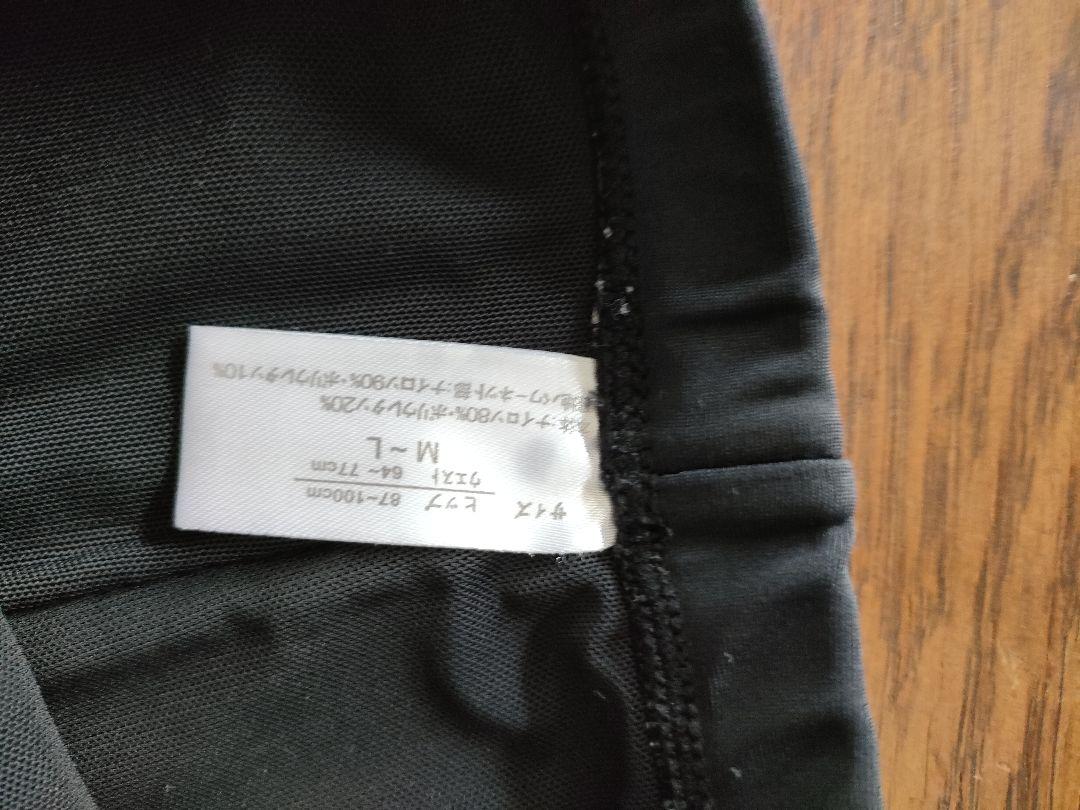 サイズ
ヒップ 87~100cm
ウエスト 64~77cm
M~L
本体:ナイロン80%・ポリウレタン20%
パワーネット部:ナイロン90%・ポリウレタン10%